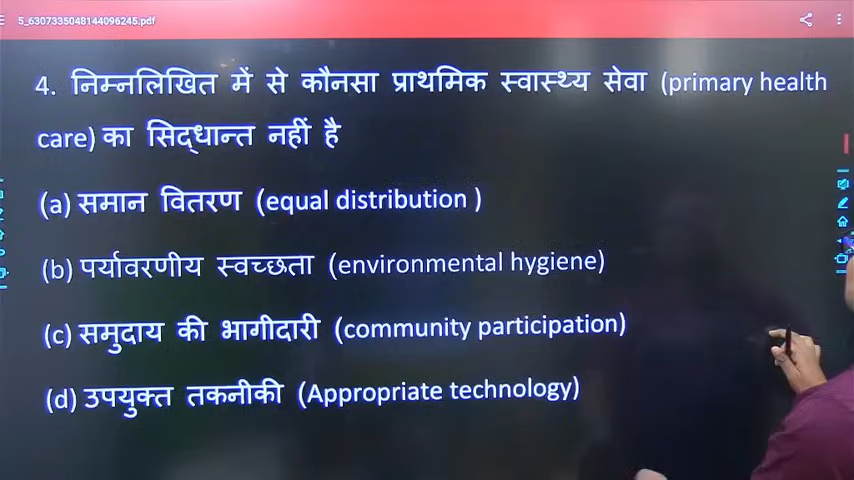 5_6307335048144096245.pdf
4. निम्नलिखित में से कौनसा प्राथमिक स्वास्थ्य सेवा (primary health
care) का सिद्धान्त नहीं है
(a) समान वितरण (equal distribution )
(b) पर्यावरणीय स्वच्छता (environmental hygiene)
(c) समुदाय की भागीदारी (community participation)
(d) उपयुक्त तकनीकी (Appropriate technology)